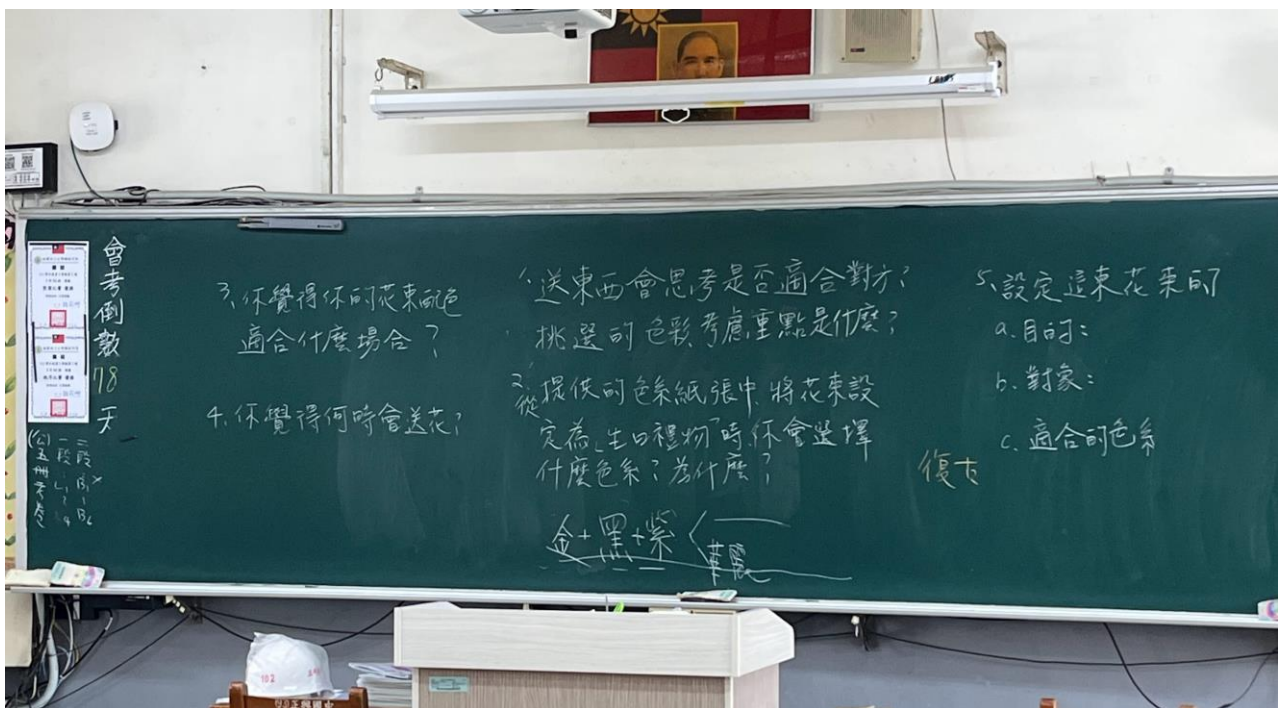 會考倒數78天
二段
一段
3、你覺得你的花束配色
適合什麼場合？
4、你覺得何時會送花？
1、送東西會思考是否適合對方？
挑選的色彩考慮重點是什麼？
2、從提供的色系紙張中，將花束設
定為「生日禮物」時，你會選擇
什麼色系？為什麼？
金+黑+紫
華麗
5、設定這束花束的
a.目的：
b.對象：
c.適合的色系
復古
192